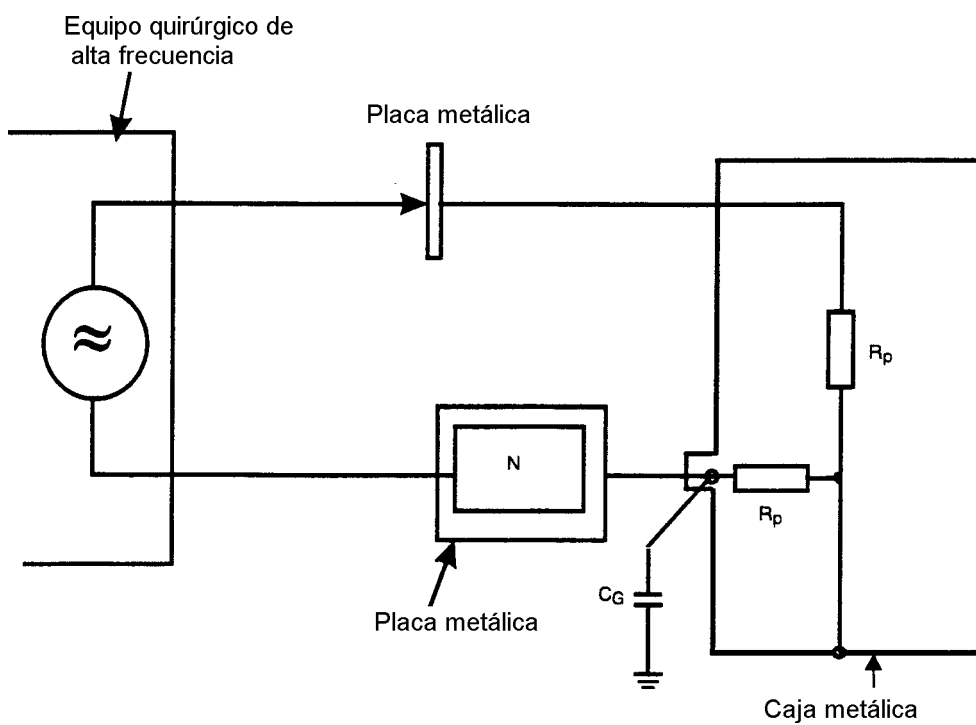 Equipo quirúrgico de
alta frecuencia
Placa metálica
≈
Rp
N
Rp
CG
Placa metálica
Caja metálica